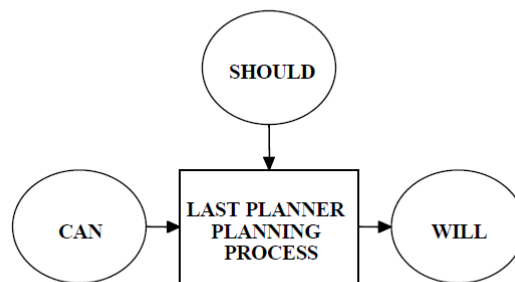 SHOULD
CAN
LAST PLANNER
PLANNING
PROCESS
WILL